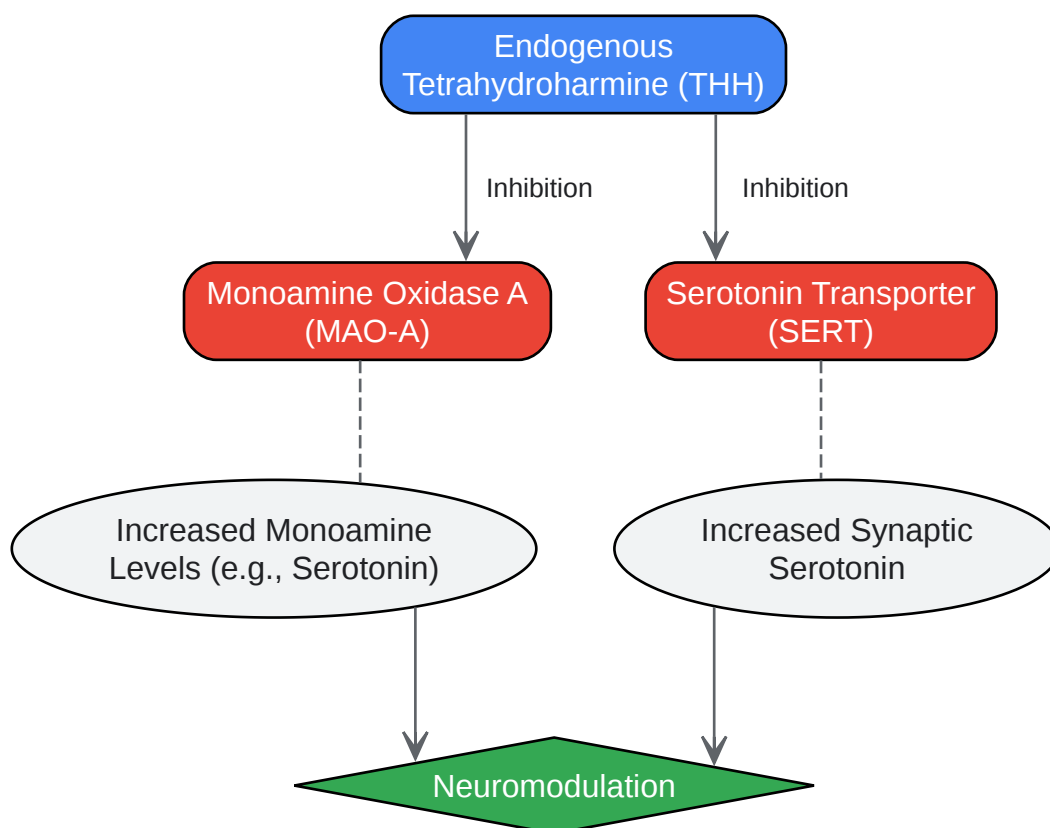 Endogenous
Tetrahydroharmine (THH)
Inhibition
Inhibition
Monoamine Oxidase A
(MAO-A)
Serotonin Transporter
(SERT)
Increased Monoamine
Levels (e.g., Serotonin)
Increased Synaptic
Serotonin
Neuromodulation